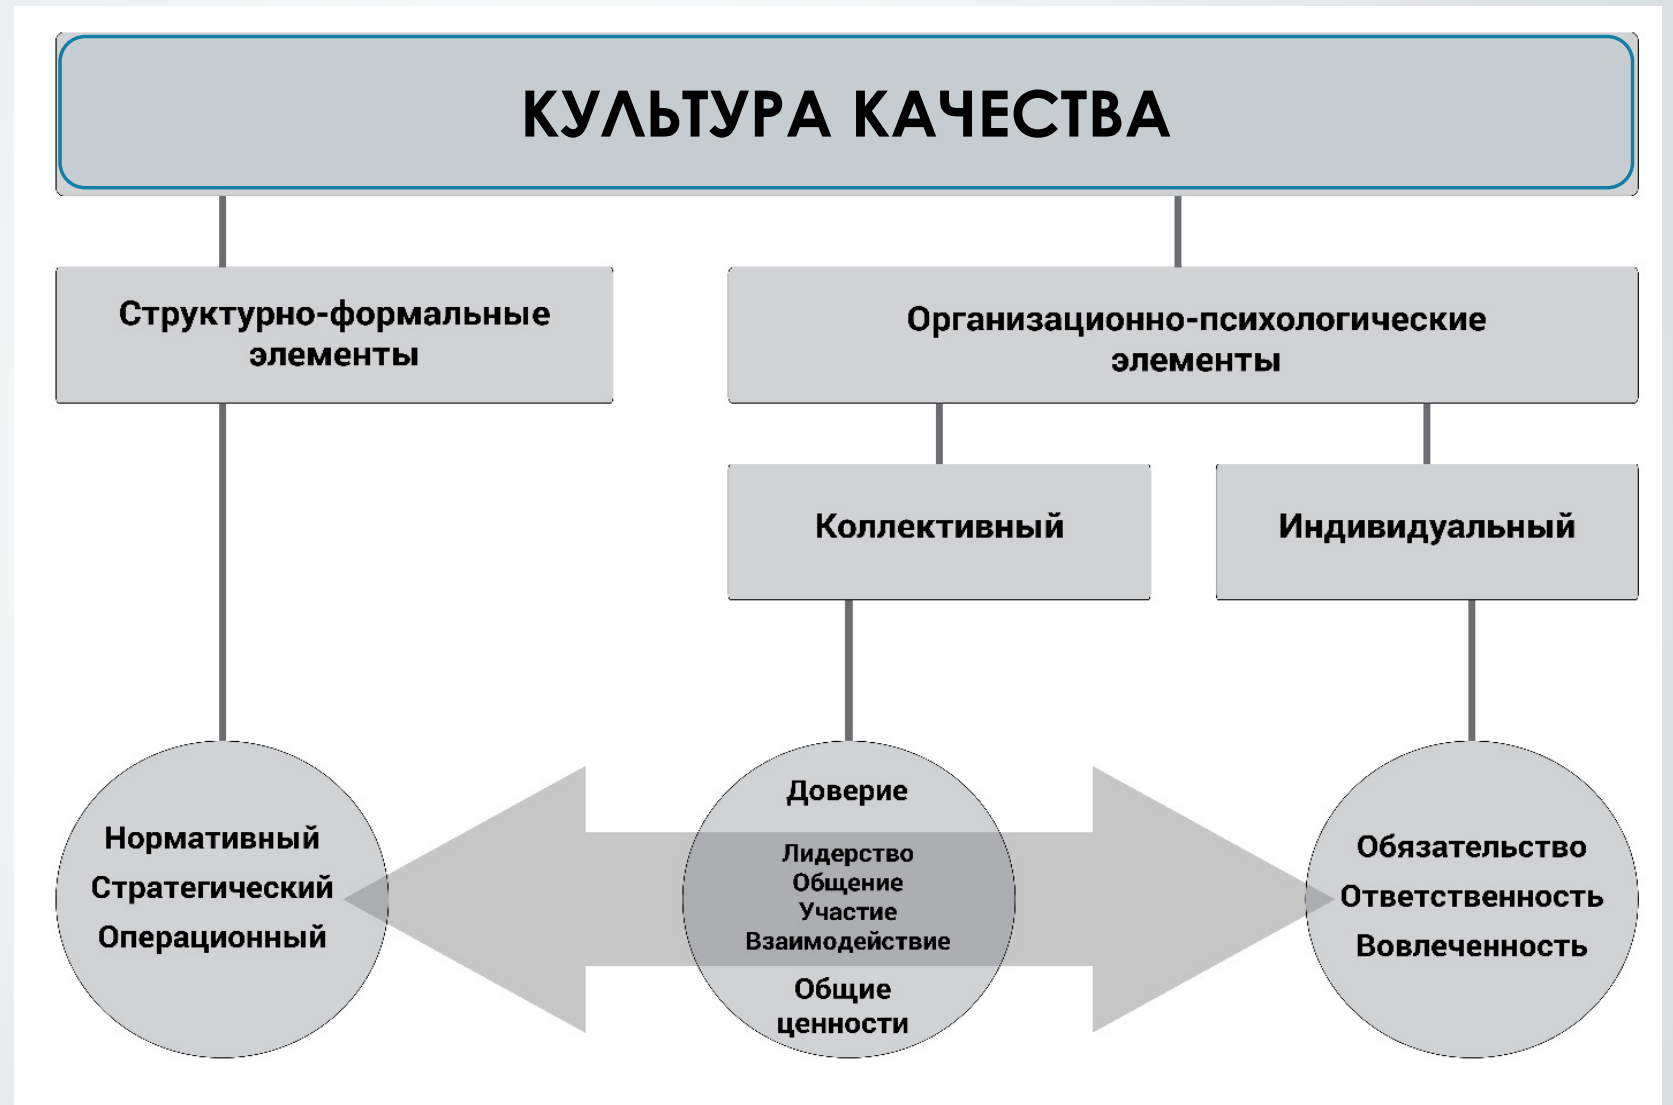 КУЛЬТУРА КАЧЕСТВА
Структурно-формальные
элементы
Организационно-психологические
элементы
Коллективный
Индивидуальный
Нормативный
Стратегический
Операционный
Доверие
Лидерство
Общение
Участие
Взаимодействие
Общие
ценности
Обязательство
Ответственность
Вовлеченность